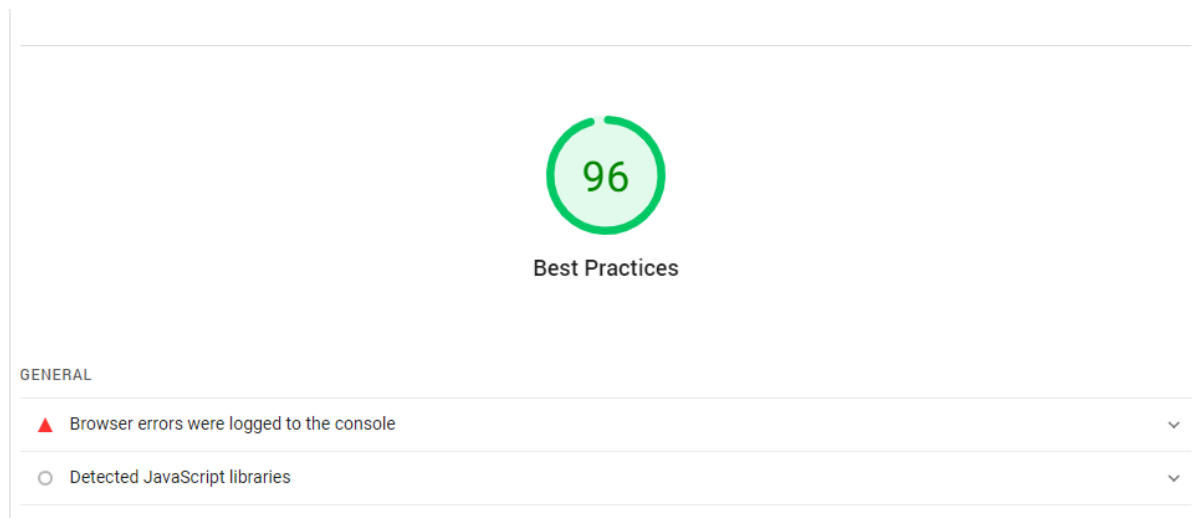 96
Best Practices
GENERAL
Browser errors were logged to the console
Detected JavaScript libraries